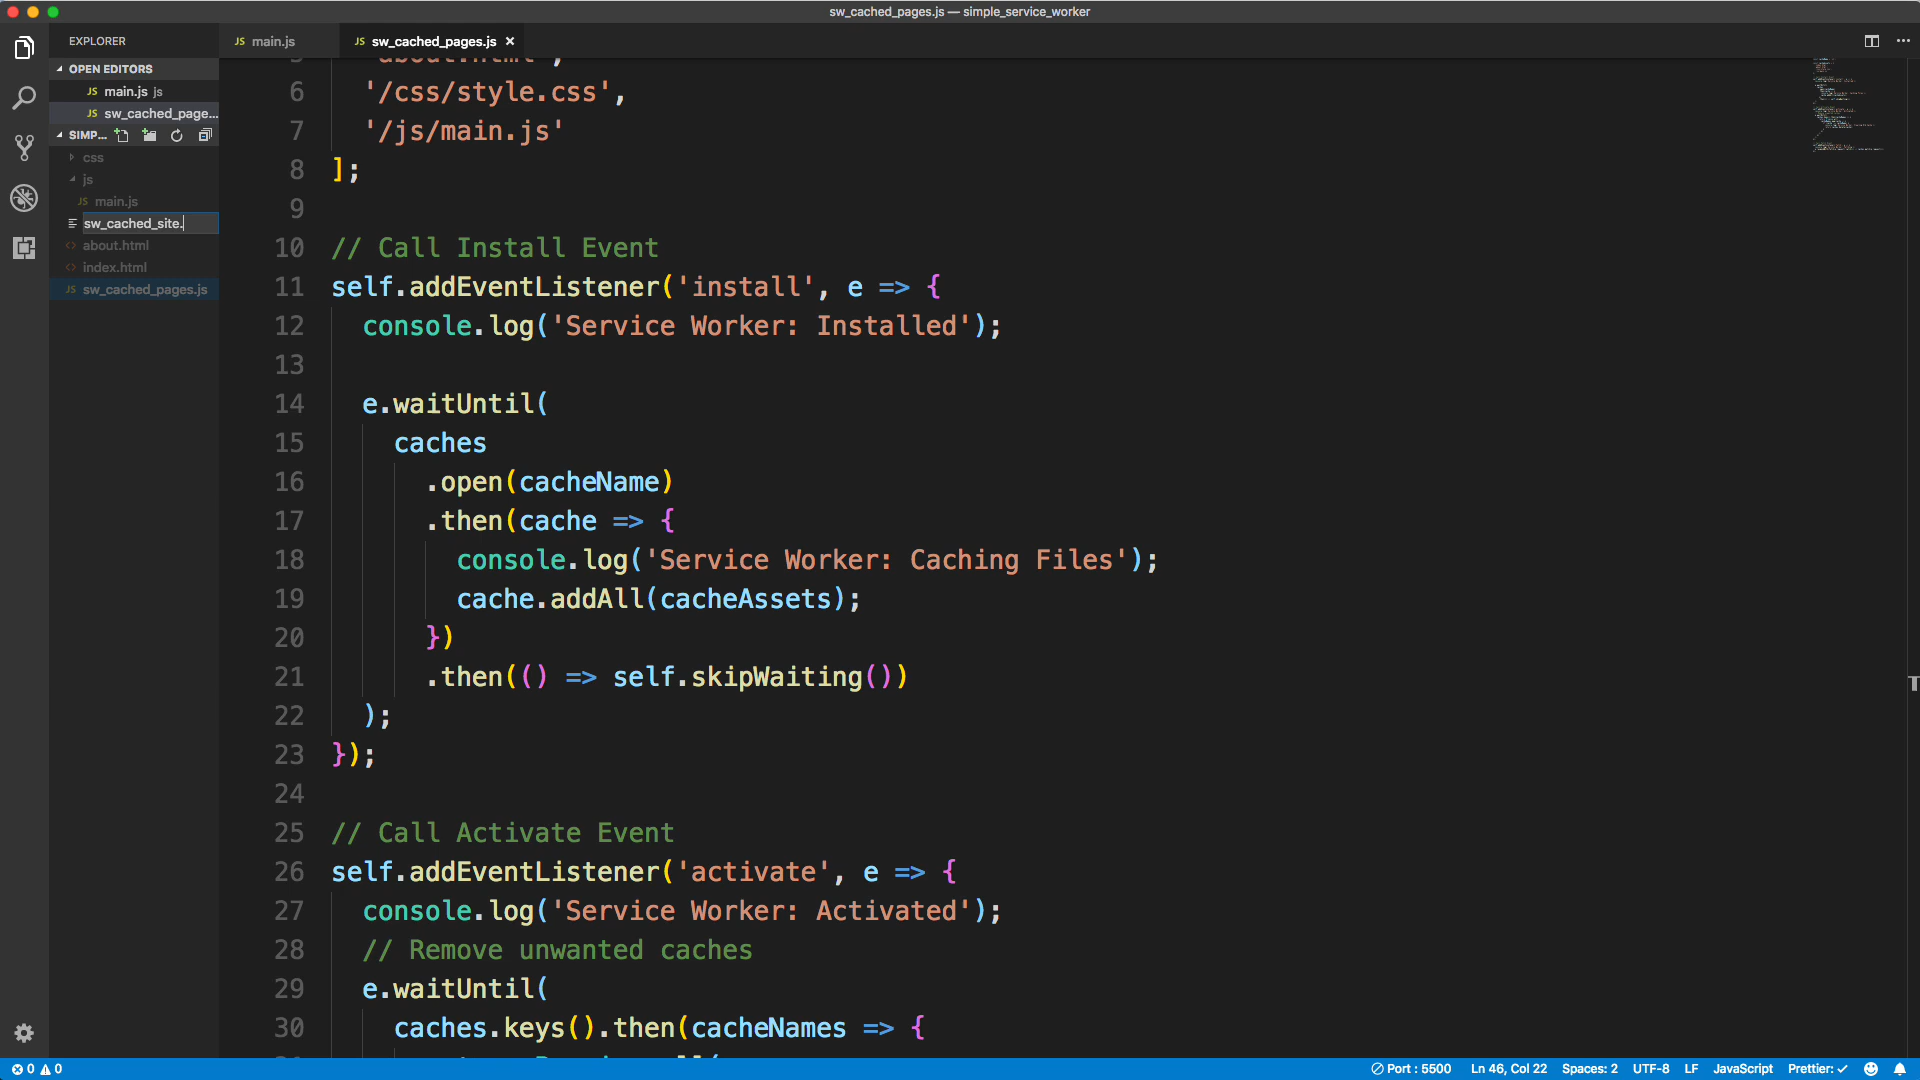 sw_cached_pages.js — simple_service_worker
EXPLORER
OPEN EDITORS
JS main.js js
JS sw_cached_page...
SIMP...
css
js
JS main.js
sw_cached_site.
about.html
index.html
JS sw_cached_pages.js
JS main.js
JS sw_cached_pages.js
6 '/css/style.css',
7 '/js/main.js'
8 ];
9
10 // Call Install Event
11 self.addEventListener('install', e => {
12 console.log('Service Worker: Installed');
13
14 e.waitUntil(
15 caches
16 .open(cacheName)
17 .then(cache => {
18 console.log('Service Worker: Caching Files');
19 cache.addAll(cacheAssets);
20 })
21 .then(() => self.skipWaiting())
22 );
23 });
24
25 // Call Activate Event
26 self.addEventListener('activate', e => {
27 console.log('Service Worker: Activated');
28 // Remove unwanted caches
29 e.waitUntil(
30 caches.keys().then(cacheNames => {
0 0 Port : 5500 Ln 46, Col 22 Spaces: 2 UTF-8 LF JavaScript Prettier: ✓